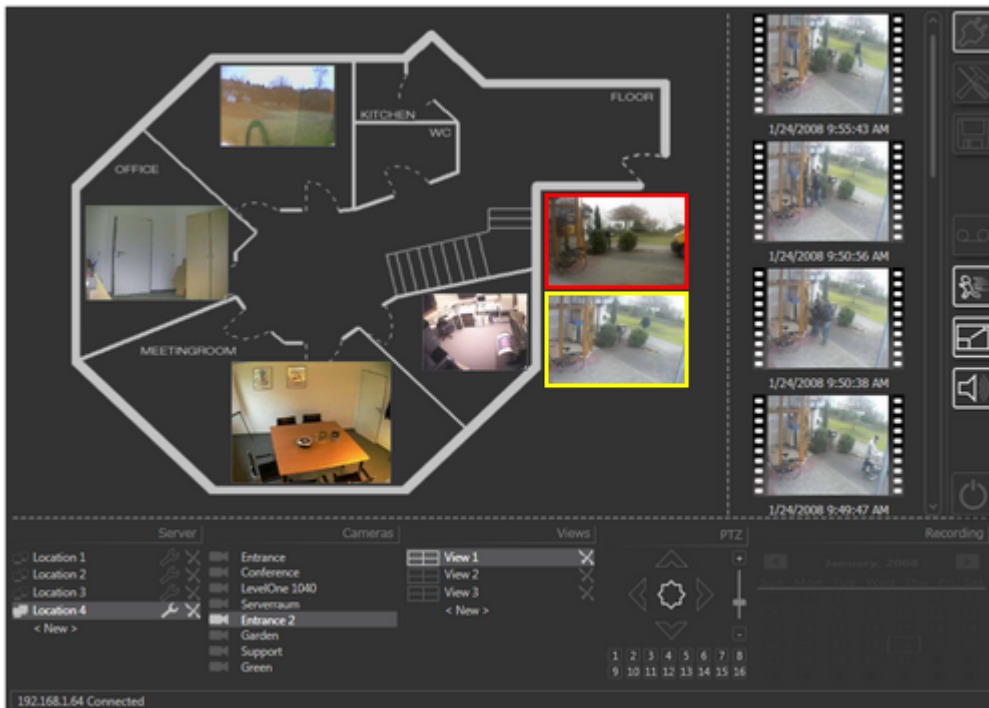 FLOOR
KITCHEN
WC
OFFICE
MEETINGROOM
1/24/2008 9:55:43 AM
1/24/2008 9:50:56 AM
1/24/2008 9:50:38 AM
1/24/2008 9:49:47 AM
Server
Location 1
Location 2
Location 3
Location 4
< New >
Cameras
Entrance
Conference
LevelOne 1040
Serverraum
Entrance 2
Garden
Support
Green
Views
View 1
View 2
View 3
< New >
PTZ
+
-
1 2 3 4 5 6 7 8
9 10 11 12 13 14 15 16
Recording
January, 2008
192.168.1.64 Connected